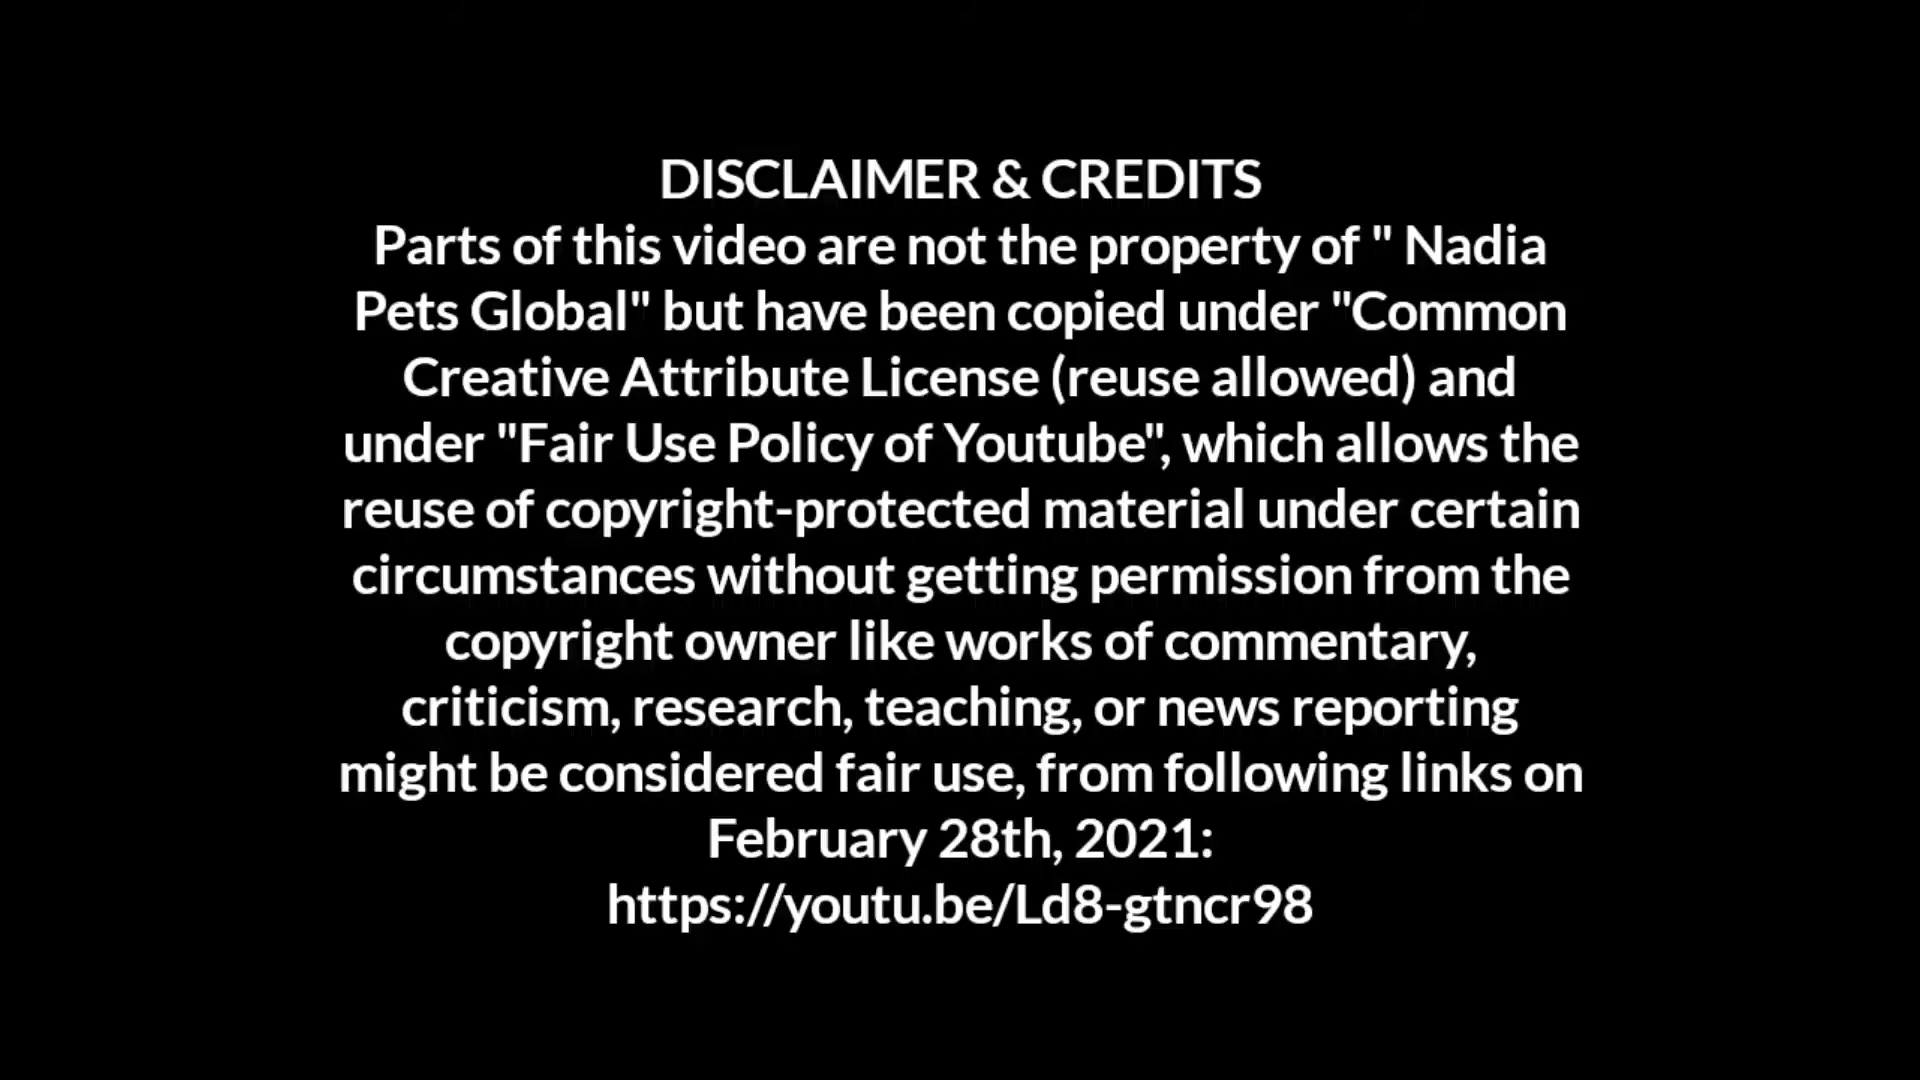 DISCLAIMER & CREDITS
Parts of this video are not the property of " Nadia
Pets Global" but have been copied under "Common
Creative Attribute License (reuse allowed) and
under "Fair Use Policy of Youtube", which allows the
reuse of copyright-protected material under certain
circumstances without getting permission from the
copyright owner like works of commentary,
criticism, research, teaching, or news reporting
might be considered fair use, from following links on
February 28th, 2021:
https://youtu.be/Ld8-gtncr98